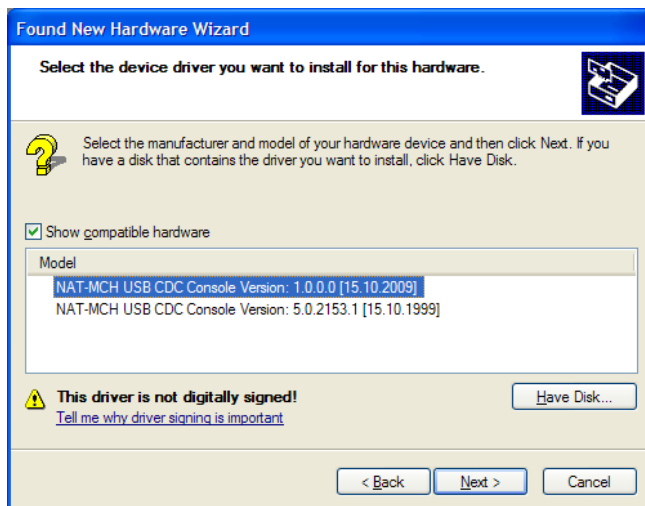 Found New Hardware Wizard
Select the device driver you want to install for this hardware.
Select the manufacturer and model of your hardware device and then click Next. If you
have a disk that contains the driver you want to install, click Have Disk.
Show compatible hardware
Model
NAT-MCH USB CDC Console Version: 1.0.0.0 [15.10.2009]
NAT-MCH USB CDC Console Version: 5.0.2153.1 [15.10.1999]
This driver is not digitally signed!
Have Disk...
Tell me why driver signing is important
< Back
Next >
Cancel